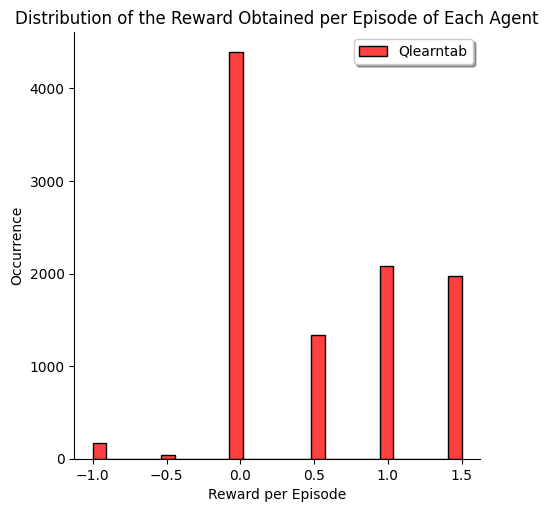 Distribution of the Reward Obtained per Episode of Each Agent
Qlearntab
4000
3000
2000
1000
0
Occurrence
−1.0 −0.5 0.0 0.5 1.0 1.5
Reward per Episode